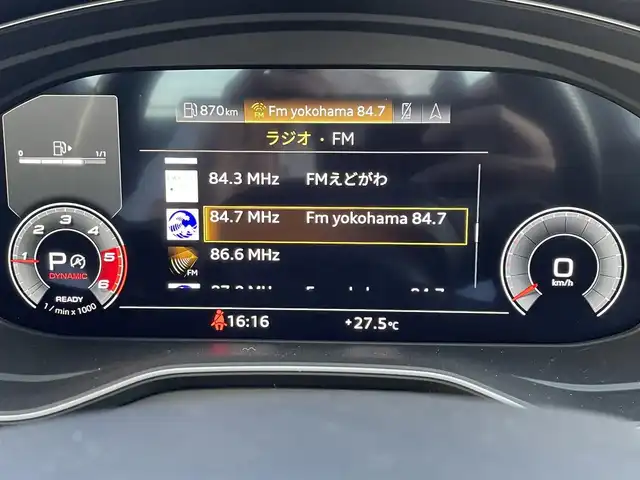 870km Fm yokohama 84.7
ラジオ・FM
0 1/1
84.3 MHz FMえどがわ
84.7 MHz Fm yokohama 84.7
86.6 MHz
FM
1 2 3 4 5 6
P
DYNAMIC
READY
1 / min x 1000
0
km/h
16:16 +27.5°C